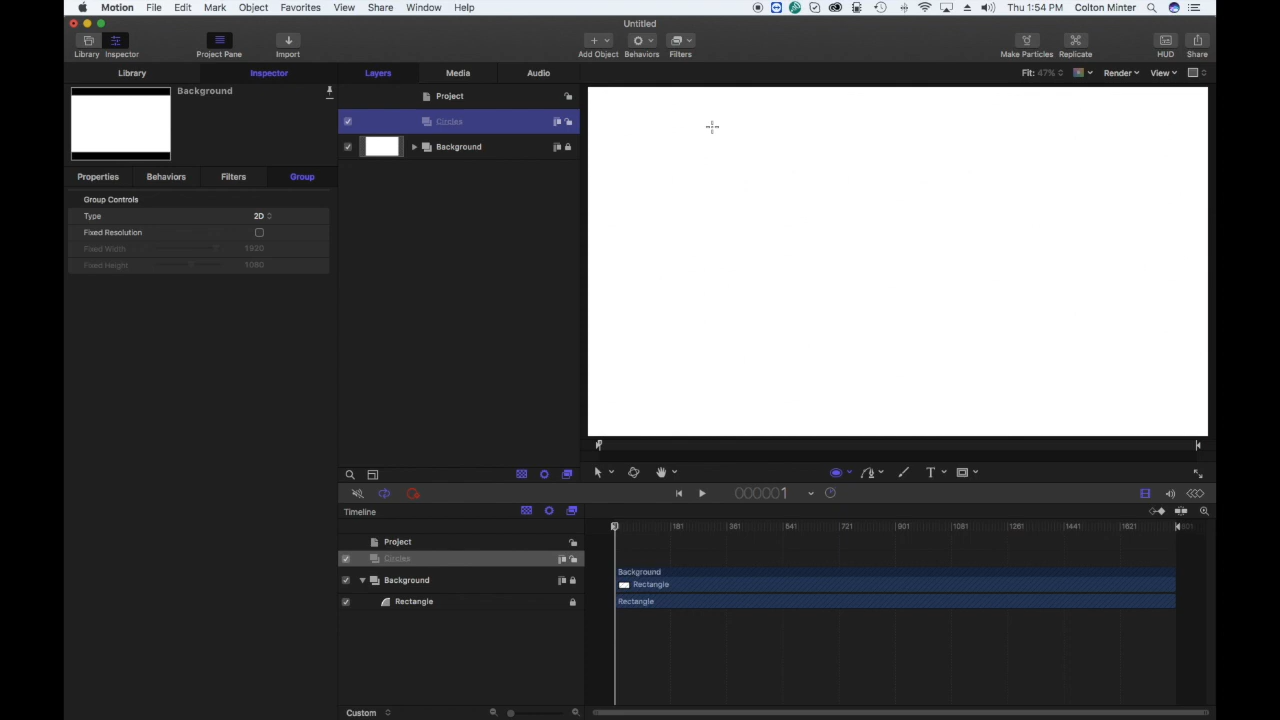 Motion File Edit Mark Object Favorites View Share Window Help Thu 1:54 PM Colton Minter
Untitled
Library Inspector Project Pane Import Add Object Behaviors Filters Make Particles Replicate HUD Share
Library Inspector Layers Media Audio Fit: 47% Render View
Background
Project
Circles
Background
Properties Behaviors Filters Group
Group Controls
Type 2D
Fixed Resolution
Fixed Width 1920
Fixed Height 1080
T
000001
Timeline
181 361 541 721 901 1081 1261 1441 1621 1801
Project
Circles
Background
Background
Rectangle
Rectangle
Rectangle
Custom